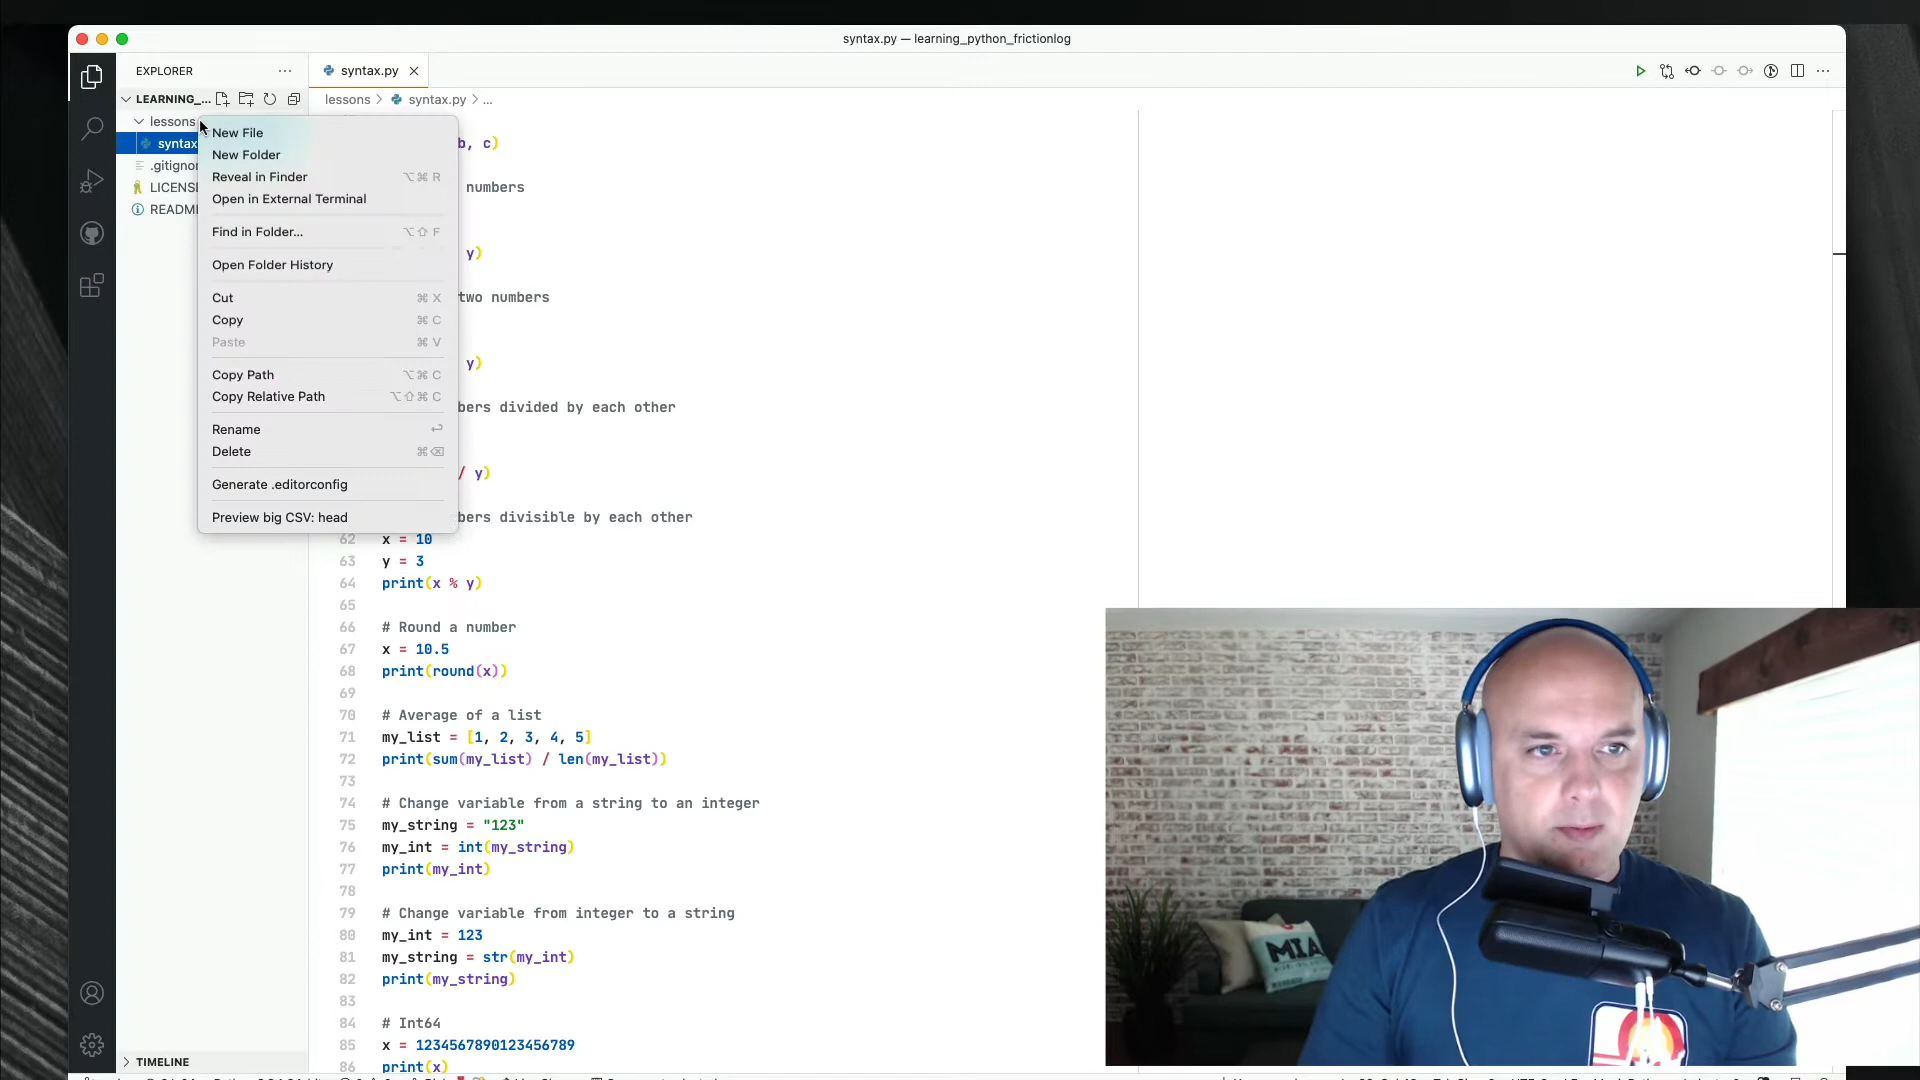 syntax.py — learning_python_frictionlog
EXPLORER
syntax.py
LEARNING_...
lessons > syntax.py > ...
lessons
New File
syntax
b, c)
New Folder
.gitignor
Reveal in Finder ⌥⌘ R
LICENS
numbers
Open in External Terminal
README
Find in Folder... ⌥⇧ F
y)
Open Folder History
Cut ⌘ X
two numbers
Copy ⌘ C
Paste ⌘ V
y)
Copy Path ⌥⌘ C
Copy Relative Path ⌥⇧⌘ C
bers divided by each other
Rename ↩
Delete ⌘⌫
/ y)
Generate .editorconfig
Preview big CSV: head
bers divisible by each other
62 x = 10
63 y = 3
64 print(x % y)
65
66 # Round a number
67 x = 10.5
68 print(round(x))
69
70 # Average of a list
71 my_list = [1, 2, 3, 4, 5]
72 print(sum(my_list) / len(my_list))
73
74 # Change variable from a string to an integer
75 my_string = "123"
76 my_int = int(my_string)
77 print(my_int)
78
79 # Change variable from integer to a string
80 my_int = 123
81 my_string = str(my_int)
82 print(my_string)
83
84 # Int64
85 x = 1234567890123456789
86 print(x)
TIMELINE
MIA